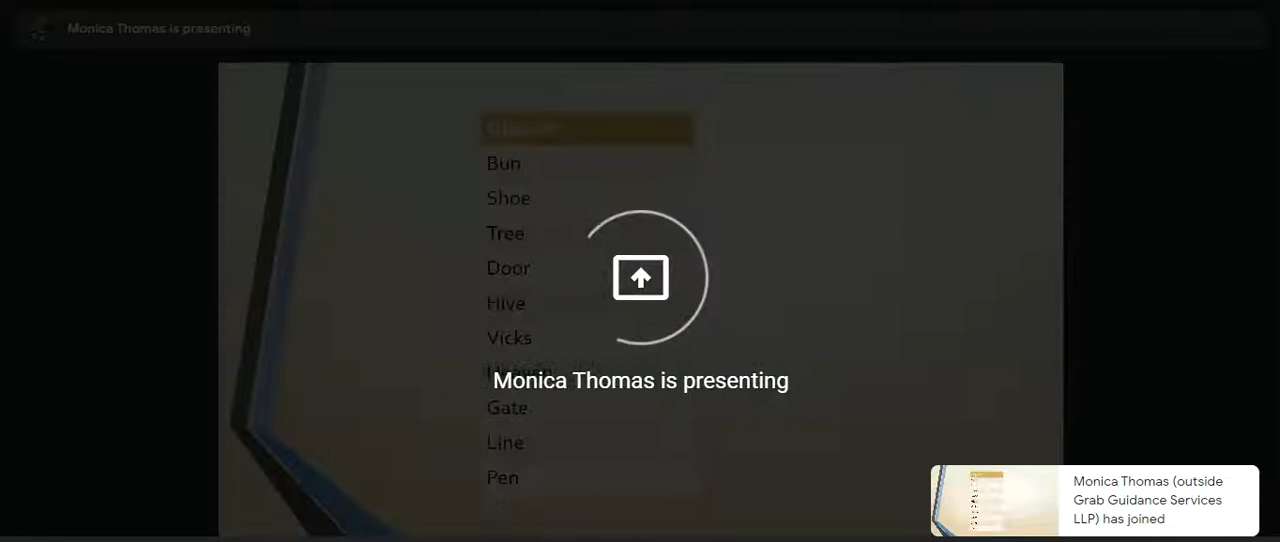 Monica Thomas is presenting
Bun
Shoe
Tree
Door
Hive
Vicks
Heaven
Monica Thomas is presenting
Gate
Line
Pen
Monica Thomas (outside
Grab Guidance Services
LLP) has joined